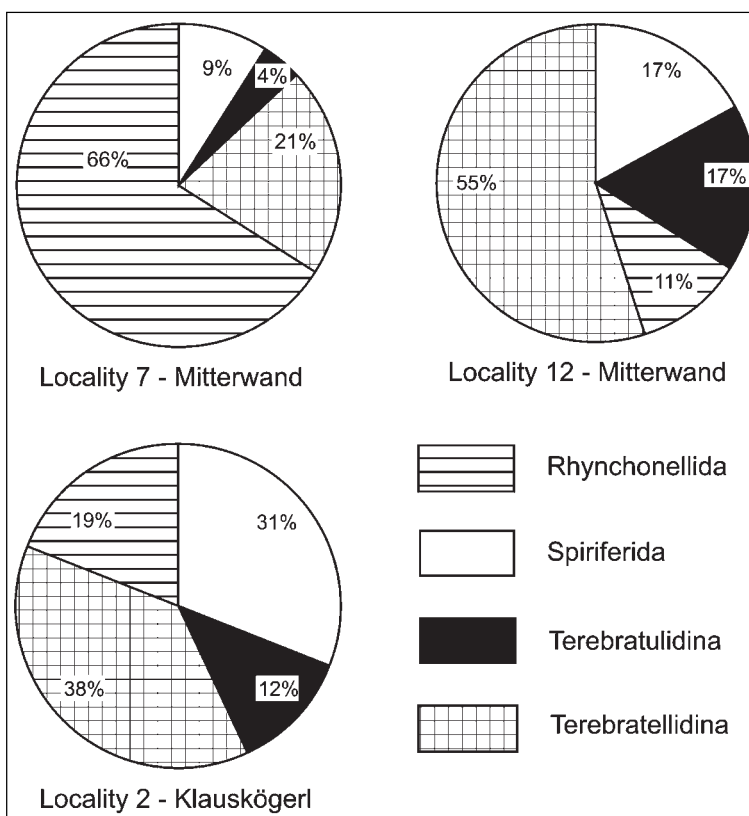 9%
4%
21%
66%
Locality 7 - Mitterwand
17%
17%
11%
55%
Locality 12 - Mitterwand
31%
12%
38%
19%
Locality 2 - Klauskögerl
Rhynchonellida
Spiriferida
Terebratulidina
Terebratellidina